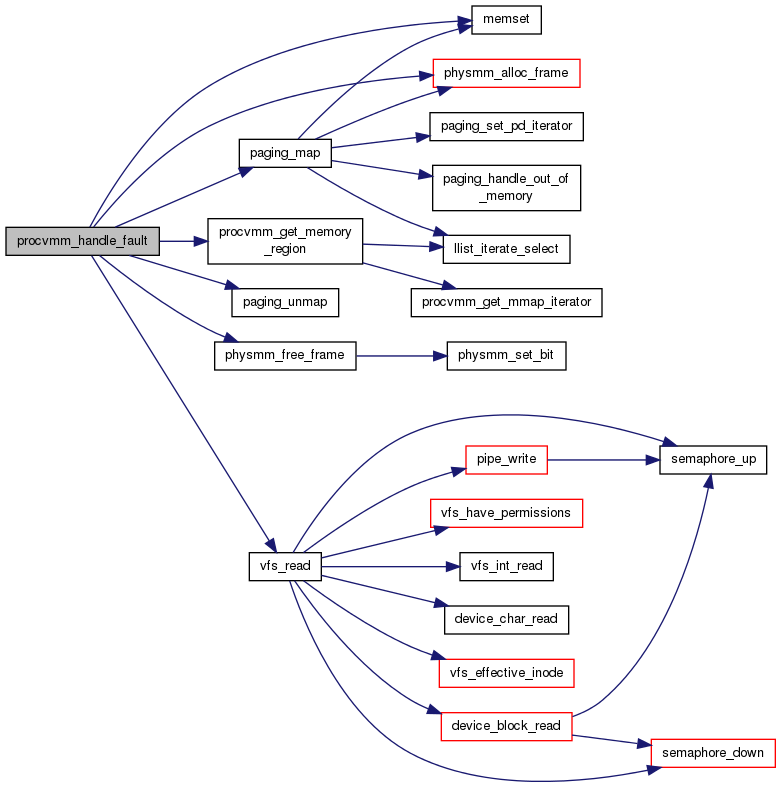 memset
physmm_alloc_frame
paging_set_pd_iterator
paging_map
paging_handle_out_of
_memory
procvmm_handle_fault
procvmm_get_memory
_region
llist_iterate_select
paging_unmap
procvmm_get_mmap_iterator
physmm_free_frame
physmm_set_bit
pipe_write
semaphore_up
vfs_have_permissions
vfs_read
vfs_int_read
device_char_read
vfs_effective_inode
device_block_read
semaphore_down